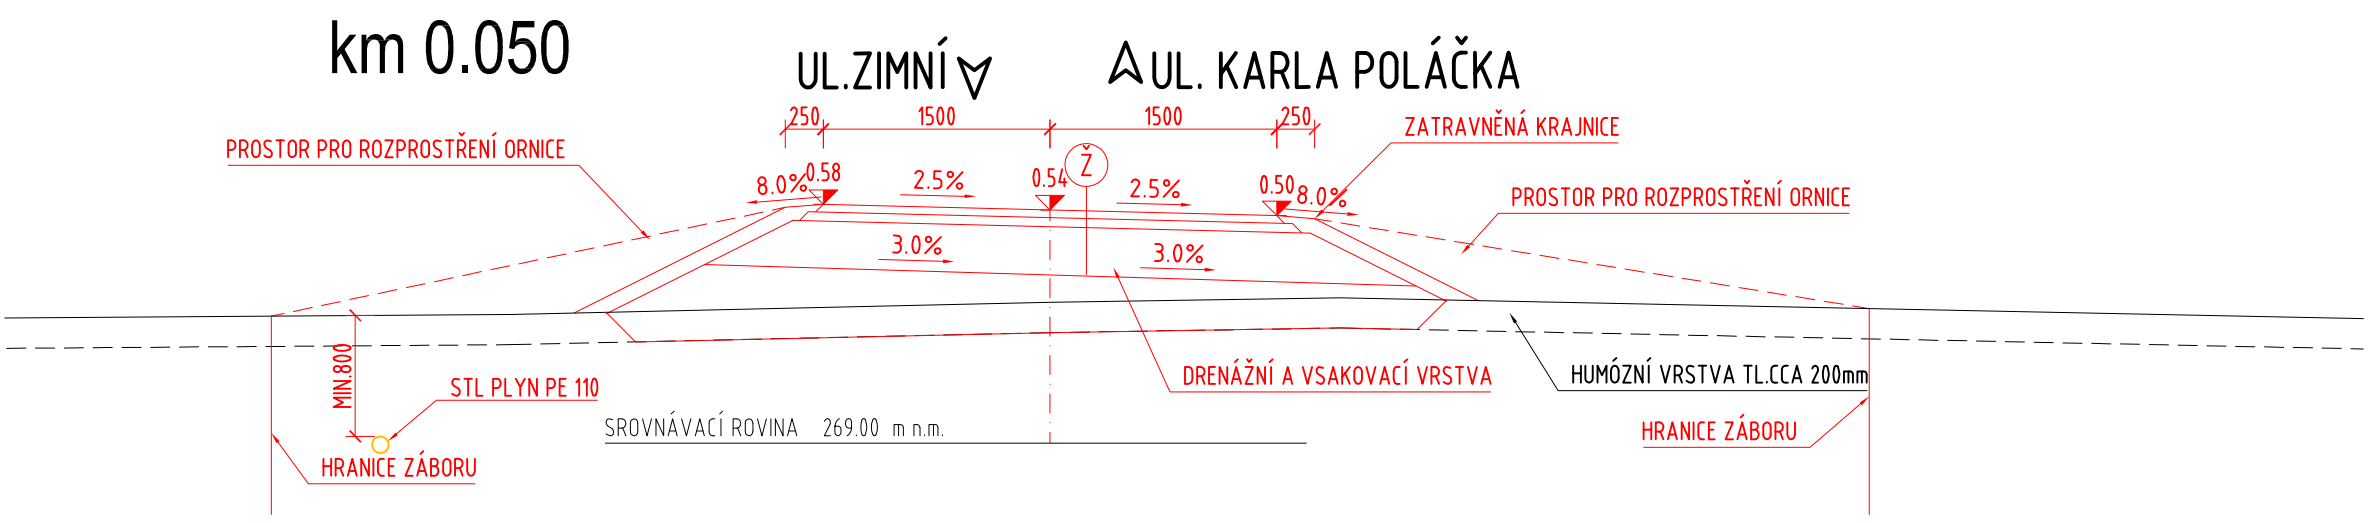 km 0.050
UL.ZIMNÍ
UL. KARLA POLÁČKA
250
1500
1500
250
ZATRAVNĚNÁ KRAJNICE
PROSTOR PRO ROZPROSTŘENÍ ORNICE
8.0%
0.58
2.5%
0.54
Ž
2.5%
0.50
8.0%
PROSTOR PRO ROZPROSTŘENÍ ORNICE
3.0%
3.0%
MIN.800
STL PLYN PE 110
DRENÁŽNÍ A VSAKOVACÍ VRSTVA
HUMÓZNÍ VRSTVA TL.CCA 200mm
SROVNÁVACÍ ROVINA 269.00 m n.m.
HRANICE ZÁBORU
HRANICE ZÁBORU